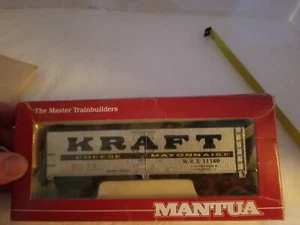 The Master Trainbuilders
KRAFT
CHEESE MAYONNAISE
W.R.X 11169
MANTUA